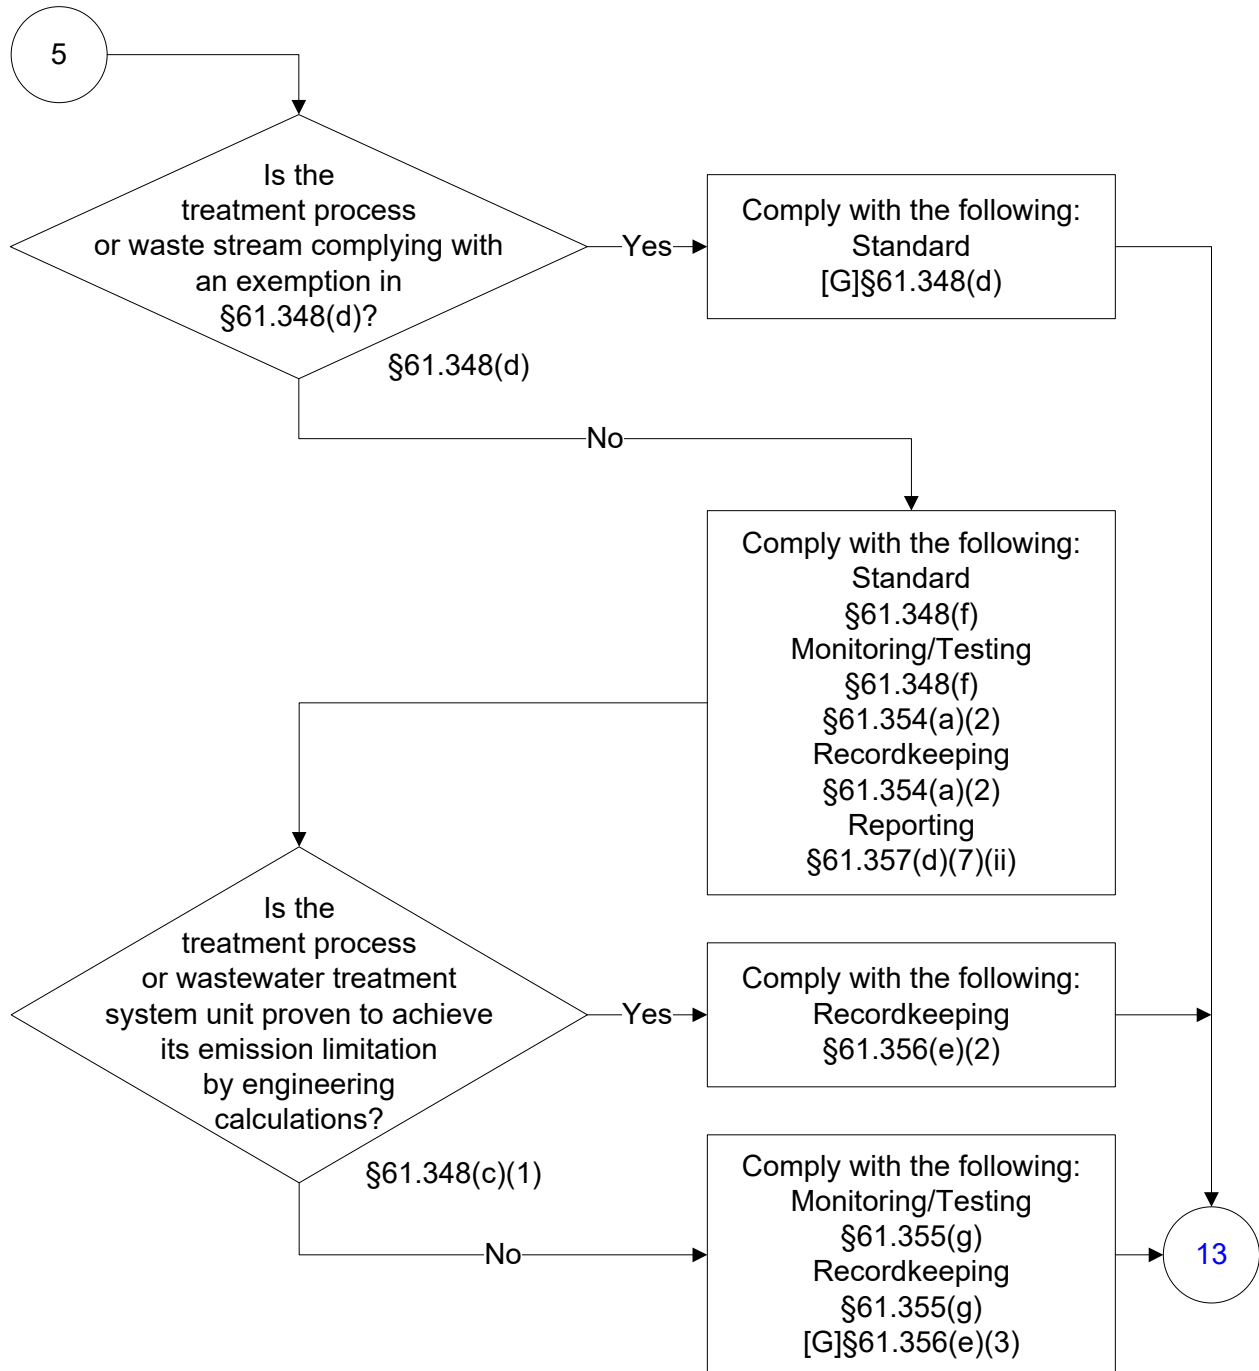 5
Is the
treatment process
or waste stream complying with
an exemption in
§61.348(d)?
§61.348(d)
Yes
Comply with the following:
Standard
[G]§61.348(d)
No
Comply with the following:
Standard
§61.348(f)
Monitoring/Testing
§61.348(f)
§61.354(a)(2)
Recordkeeping
§61.354(a)(2)
Reporting
§61.357(d)(7)(ii)
Is the
treatment process
or wastewater treatment
system unit proven to achieve
its emission limitation
by engineering
calculations?
§61.348(c)(1)
Yes
Comply with the following:
Recordkeeping
§61.356(e)(2)
No
Comply with the following:
Monitoring/Testing
§61.355(g)
Recordkeeping
§61.355(g)
[G]§61.356(e)(3)
13